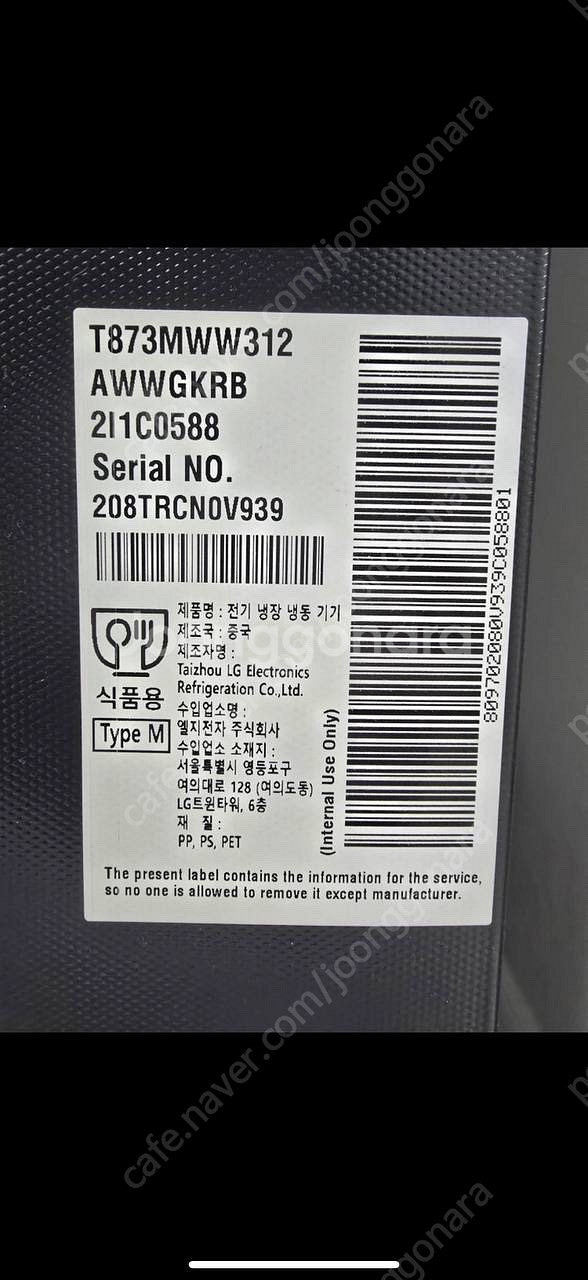 T873MWW312
AWWGKRB
2I1C0588
Serial NO.
208TRCN0V939
809702080V939C058801
식품용
Type M
제품명 : 전기 냉장 냉동 기기
제조국 : 중국
제조자명 :
Taizhou LG Electronics
Refrigeration Co.,Ltd.
수입업소명 :
엘지전자 주식회사
수입업소 소재지 :
서울특별시 영등포구
여의대로 128 (여의도동)
LG트윈타워, 6층
재 질 :
PP, PS, PET
(Internal Use Only)
The present label contains the information for the service,
so no one is allowed to remove it except manufacturer.
joonggonara
cafe.naver.com/joonggonara